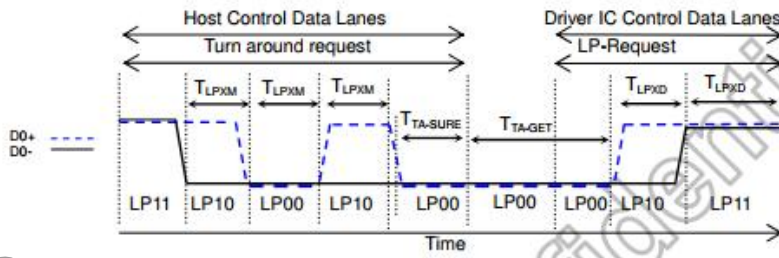 Host Control Data Lanes
Driver IC Control Data Lanes
Turn around request
LP-Request
TLPXM TLPXM TLPXM TLPXD TLPXD
TTA-SURE TTA-GET
D0+
D0-
LP11 LP10 LP00 LP10 LP00 LP00 LP00 LP10 LP11
Time